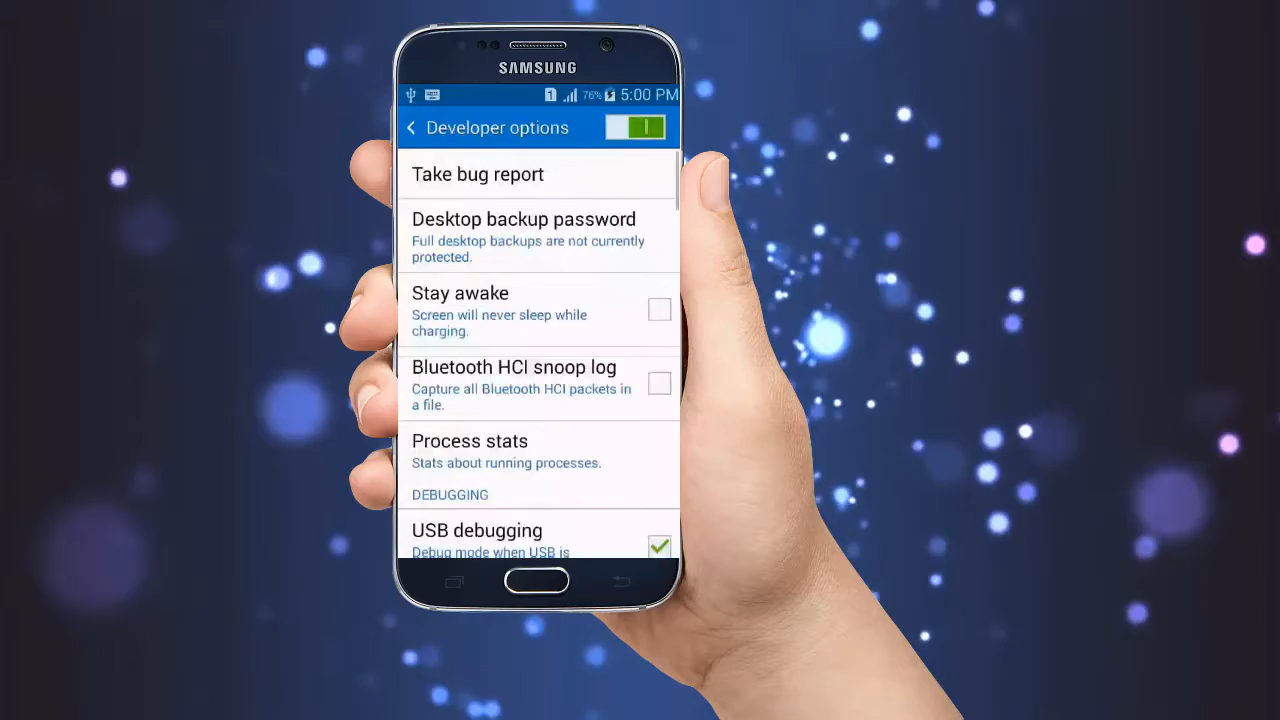 SAMSUNG
1 76% 5:00 PM
Developer options
Take bug report
Desktop backup password
Full desktop backups are not currently
protected.
Stay awake
Screen will never sleep while
charging.
Bluetooth HCI snoop log
Capture all Bluetooth HCI packets in
a file.
Process stats
Stats about running processes.
DEBUGGING
USB debugging
Debug mode when USB is